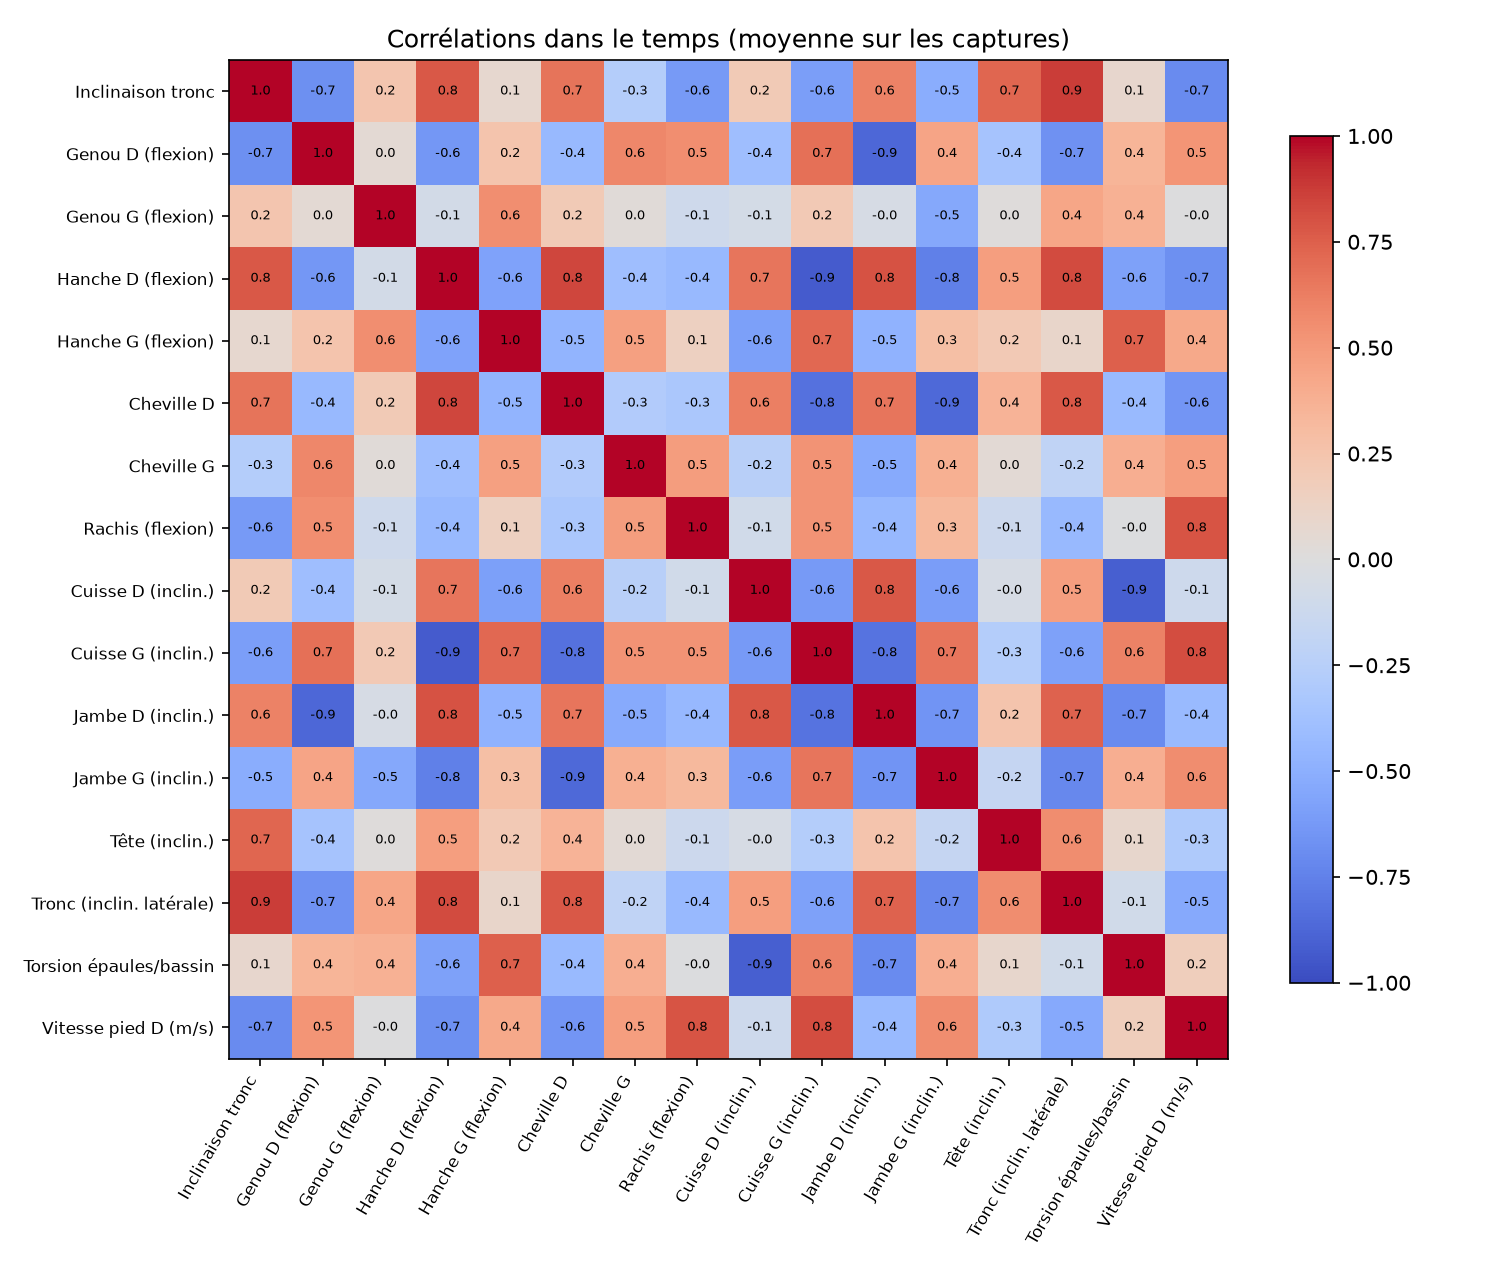 Corrélations dans le temps (moyenne sur les captures)
Inclinaison tronc 1.0 -0.7 0.2 0.8 0.1 0.7 -0.3 -0.6 0.2 -0.6 0.6 -0.5 0.7 0.9 0.1 -0.7
Genou D (flexion) -0.7 1.0 0.0 -0.6 0.2 -0.4 0.6 0.5 -0.4 0.7 -0.9 0.4 -0.4 -0.7 0.4 0.5
Genou G (flexion) 0.2 0.0 1.0 -0.1 0.6 0.2 0.0 -0.1 -0.1 0.2 -0.0 -0.5 0.0 0.4 0.4 -0.0
Hanche D (flexion) 0.8 -0.6 -0.1 1.0 -0.6 0.8 -0.4 -0.4 0.7 -0.9 0.8 -0.8 0.5 0.8 -0.6 -0.7
Hanche G (flexion) 0.1 0.2 0.6 -0.6 1.0 -0.5 0.5 0.1 -0.6 0.7 -0.5 0.3 0.2 0.1 0.7 0.4
Cheville D 0.7 -0.4 0.2 0.8 -0.5 1.0 -0.3 -0.3 0.6 -0.8 0.7 -0.9 0.4 0.8 -0.4 -0.6
Cheville G -0.3 0.6 0.0 -0.4 0.5 -0.3 1.0 0.5 -0.2 0.5 -0.5 0.4 0.0 -0.2 0.4 0.5
Rachis (flexion) -0.6 0.5 -0.1 -0.4 0.1 -0.3 0.5 1.0 -0.1 0.5 -0.4 0.3 -0.1 -0.4 -0.0 0.8
Cuisse D (inclin.) 0.2 -0.4 -0.1 0.7 -0.6 0.6 -0.2 -0.1 1.0 -0.6 0.8 -0.6 -0.0 0.5 -0.9 -0.1
Cuisse G (inclin.) -0.6 0.7 0.2 -0.9 0.7 -0.8 0.5 0.5 -0.6 1.0 -0.8 0.7 -0.3 -0.6 0.6 0.8
Jambe D (inclin.) 0.6 -0.9 -0.0 0.8 -0.5 0.7 -0.5 -0.4 0.8 -0.8 1.0 -0.7 0.2 0.7 -0.7 -0.4
Jambe G (inclin.) -0.5 0.4 -0.5 -0.8 0.3 -0.9 0.4 0.3 -0.6 0.7 -0.7 1.0 -0.2 -0.7 0.4 0.6
Tête (inclin.) 0.7 -0.4 0.0 0.5 0.2 0.4 0.0 -0.1 -0.0 -0.3 0.2 -0.2 1.0 0.6 0.1 -0.3
Tronc (inclin. latérale) 0.9 -0.7 0.4 0.8 0.1 0.8 -0.2 -0.4 0.5 -0.6 0.7 -0.7 0.6 1.0 -0.1 -0.5
Torsion épaules/bassin 0.1 0.4 0.4 -0.6 0.7 -0.4 0.4 -0.0 -0.9 0.6 -0.7 0.4 0.1 -0.1 1.0 0.2
Vitesse pied D (m/s) -0.7 0.5 -0.0 -0.7 0.4 -0.6 0.5 0.8 -0.1 0.8 -0.4 0.6 -0.3 -0.5 0.2 1.0
Inclinaison tronc
Genou D (flexion)
Genou G (flexion)
Hanche D (flexion)
Hanche G (flexion)
Cheville D
Cheville G
Rachis (flexion)
Cuisse D (inclin.)
Cuisse G (inclin.)
Jambe D (inclin.)
Jambe G (inclin.)
Tête (inclin.)
Tronc (inclin. latérale)
Torsion épaules/bassin
Vitesse pied D (m/s)
1.00
0.75
0.50
0.25
0.00
−0.25
−0.50
−0.75
−1.00